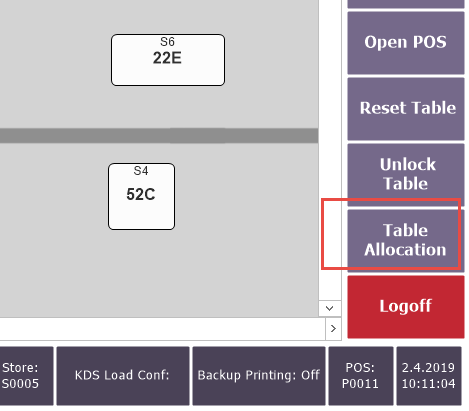 S6
22E
S4
52C
Open POS
Reset Table
Unlock
Table
Table
Allocation
Logoff
Store:
S0005
KDS Load Conf:
Backup Printing: Off
POS:
P0011
2.4.2019
10:11:04